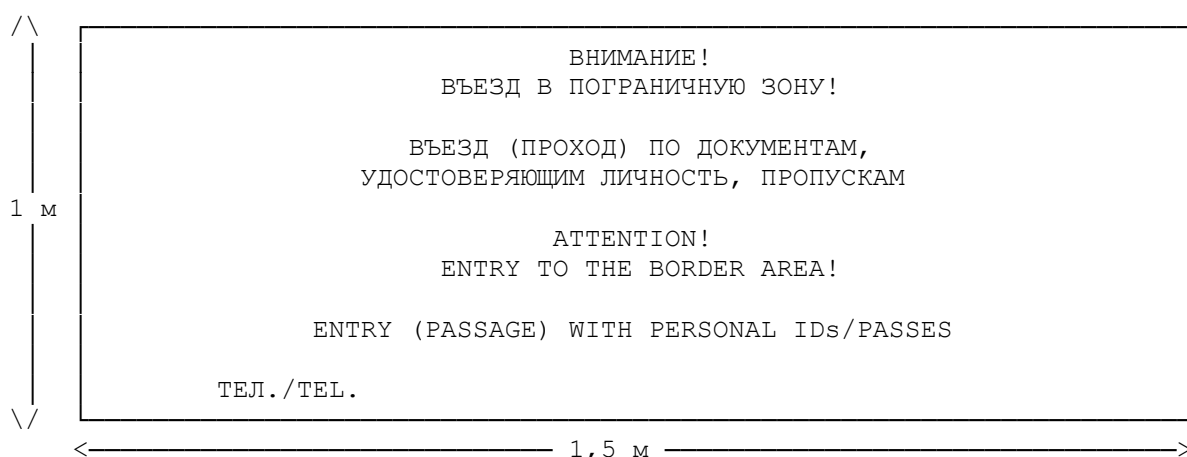 ВНИМАНИЕ!
ВЪЕЗД В ПОГРАНИЧНУЮ ЗОНУ!
ВЪЕЗД (ПРОХОД) ПО ДОКУМЕНТАМ,
УДОСТОВЕРЯЮЩИМ ЛИЧНОСТЬ, ПРОПУСКАМ
1 м
ATTENTION!
ENTRY TO THE BORDER AREA!
ENTRY (PASSAGE) WITH PERSONAL IDs/PASSES
ТЕЛ./TEL.
1,5 м